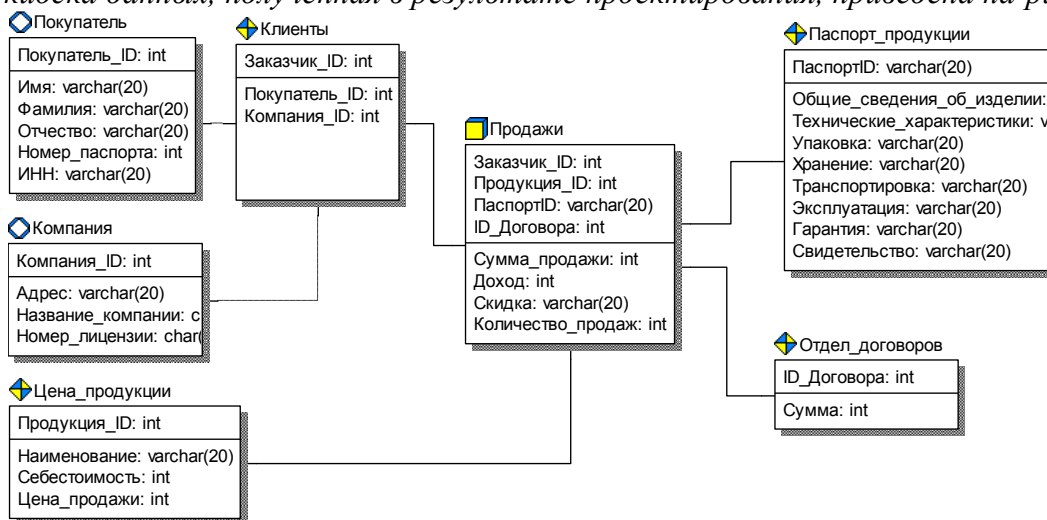 Покупатель
Покупатель_ID: int
Имя: varchar(20)
Фамилия: varchar(20)
Отчество: varchar(20)
Номер_паспорта: int
ИНН: varchar(20)
Клиенты
Заказчик_ID: int
Покупатель_ID: int
Компания_ID: int
Компания
Компания_ID: int
Адрес: varchar(20)
Название_компании: c
Номер_лицензии: char(
Цена_продукции
Продукция_ID: int
Наименование: varchar(20)
Себестоимость: int
Цена_продажи: int
Продажи
Заказчик_ID: int
Продукция_ID: int
ПаспортID: varchar(20)
ID_Договора: int
Сумма_продажи: int
Доход: int
Скидка: varchar(20)
Количество_продаж: int
Паспорт_продукции
ПаспортID: varchar(20)
Общие_сведения_об_изделии:
Технические_характеристики: v
Упаковка: varchar(20)
Хранение: varchar(20)
Транспортировка: varchar(20)
Эксплуатация: varchar(20)
Гарантия: varchar(20)
Свидетельство: varchar(20)
Отдел_договоров
ID_Договора: int
Сумма: int